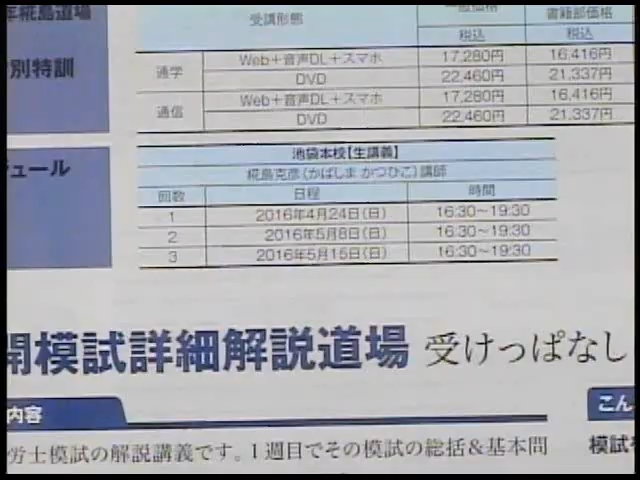 年椛島道場
別特訓
受講形態 一般価格 書籍部価格
税込 税込
通学 Web+音声DL+スマホ 17,280円 16,416円
DVD 22,460円 21,337円
通信 Web+音声DL+スマホ 17,280円 16,416円
DVD 22,460円 21,337円
ジュール
池袋本校【生講義】
椛島克彦(かばしま かつひこ)講師
回数 日程 時間
1 2016年4月24日(日) 16:30〜19:30
2 2016年5月8日(日) 16:30〜19:30
3 2016年5月15日(日) 16:30〜19:30
開模試詳細解説道場 受けっぱなし
内容
こん
労士模試の解説講義です。1週目でその模試の総括&基本問
模試